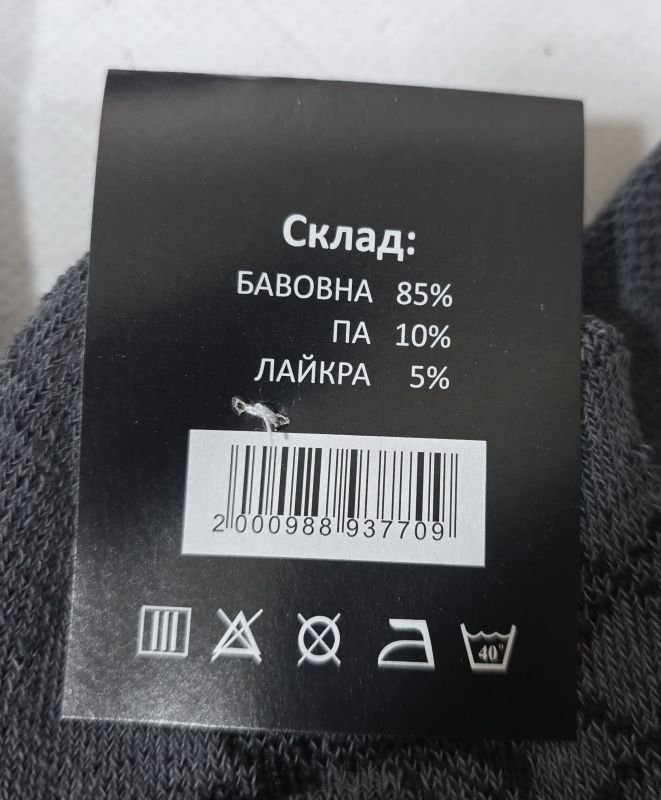 Склад:
БАВОВНА 85%
ПА 10%
ЛАЙКРА 5%
2 000988 937709
40°